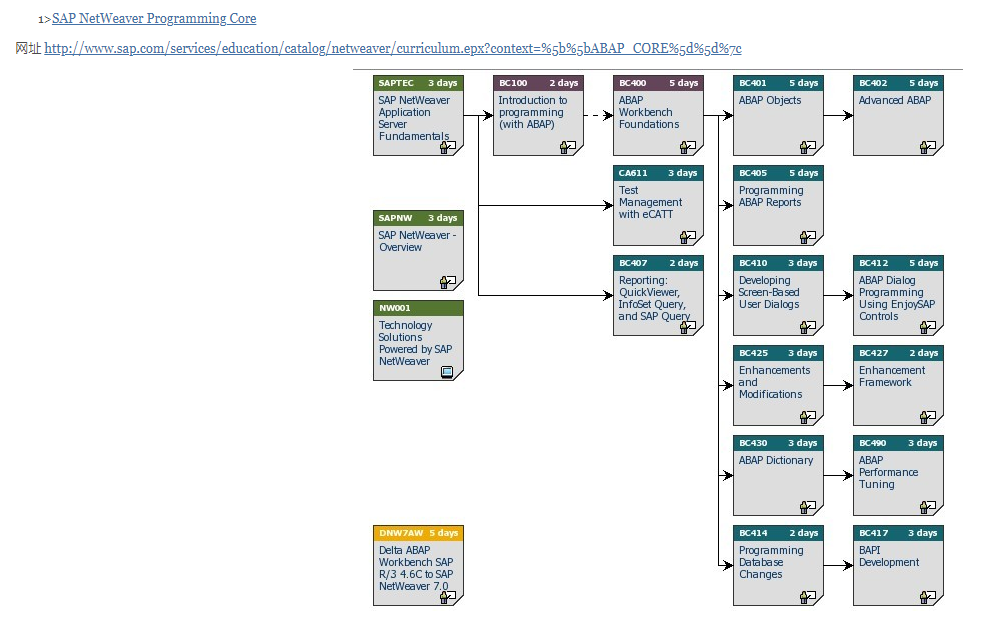 1>SAP NetWeaver Programming Core
网址 http://www.sap.com/services/education/catalog/netweaver/curriculum.epx?context=%5b%5bABAP_CORE%5d%5d%7c
SAPTEC 3 days
SAP NetWeaver
Application
Server
Fundamentals
BC100 2 days
Introduction to
programming
(with ABAP)
BC400 5 days
ABAP
Workbench
Foundations
BC401 5 days
ABAP Objects
BC402 5 days
Advanced ABAP
CA611 3 days
Test
Management
with eCATT
BC405 5 days
Programming
ABAP Reports
SAPNW 3 days
SAP NetWeaver -
Overview
BC407 2 days
Reporting:
QuickViewer,
InfoSet Query,
and SAP Query
BC410 3 days
Developing
Screen-Based
User Dialogs
BC412 5 days
ABAP Dialog
Programming
Using EnjoySAP
Controls
NW001
Technology
Solutions
Powered by SAP
NetWeaver
BC425 3 days
Enhancements
and
Modifications
BC427 2 days
Enhancement
Framework
BC430 3 days
ABAP Dictionary
BC490 3 days
ABAP
Performance
Tuning
DNW7AW 5 days
Delta ABAP
Workbench SAP
R/3 4.6C to SAP
NetWeaver 7.0
BC414 2 days
Programming
Database
Changes
BC417 3 days
BAPI
Development